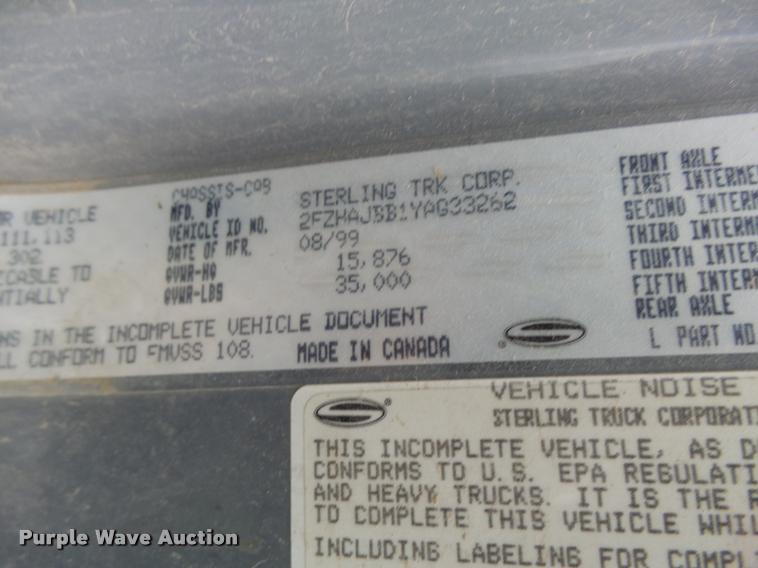 CHASSIS-CAB
MFD. BY STERLING TRK CORP.
VEHICLE ID NO. 2FZHAJBB1YAG33262
DATE OF MFR. 08/99
GVWR-KG 15,876
GVWR-LBS 35,000
OR VEHICLE
111.113
302
CABLE TO
NTIALLY
NS IN THE INCOMPLETE VEHICLE DOCUMENT
LL CONFORM TO FMVSS 108. MADE IN CANADA
FRONT AXLE
FIRST INTERME
SECOND INTERM
THIRD INTERM
FOURTH INTER
FIFTH INTERM
REAR AXLE
L PART NO.
S ®
S ®
VEHICLE NOISE
STERLING TRUCK CORPORAT
THIS INCOMPLETE VEHICLE, AS D
CONFORMS TO U.S. EPA REGULATI
AND HEAVY TRUCKS. IT IS THE R
TO COMPLETE THIS VEHICLE WHIL
INCLUDING LABELING FOR COMPL
Purple Wave Auction